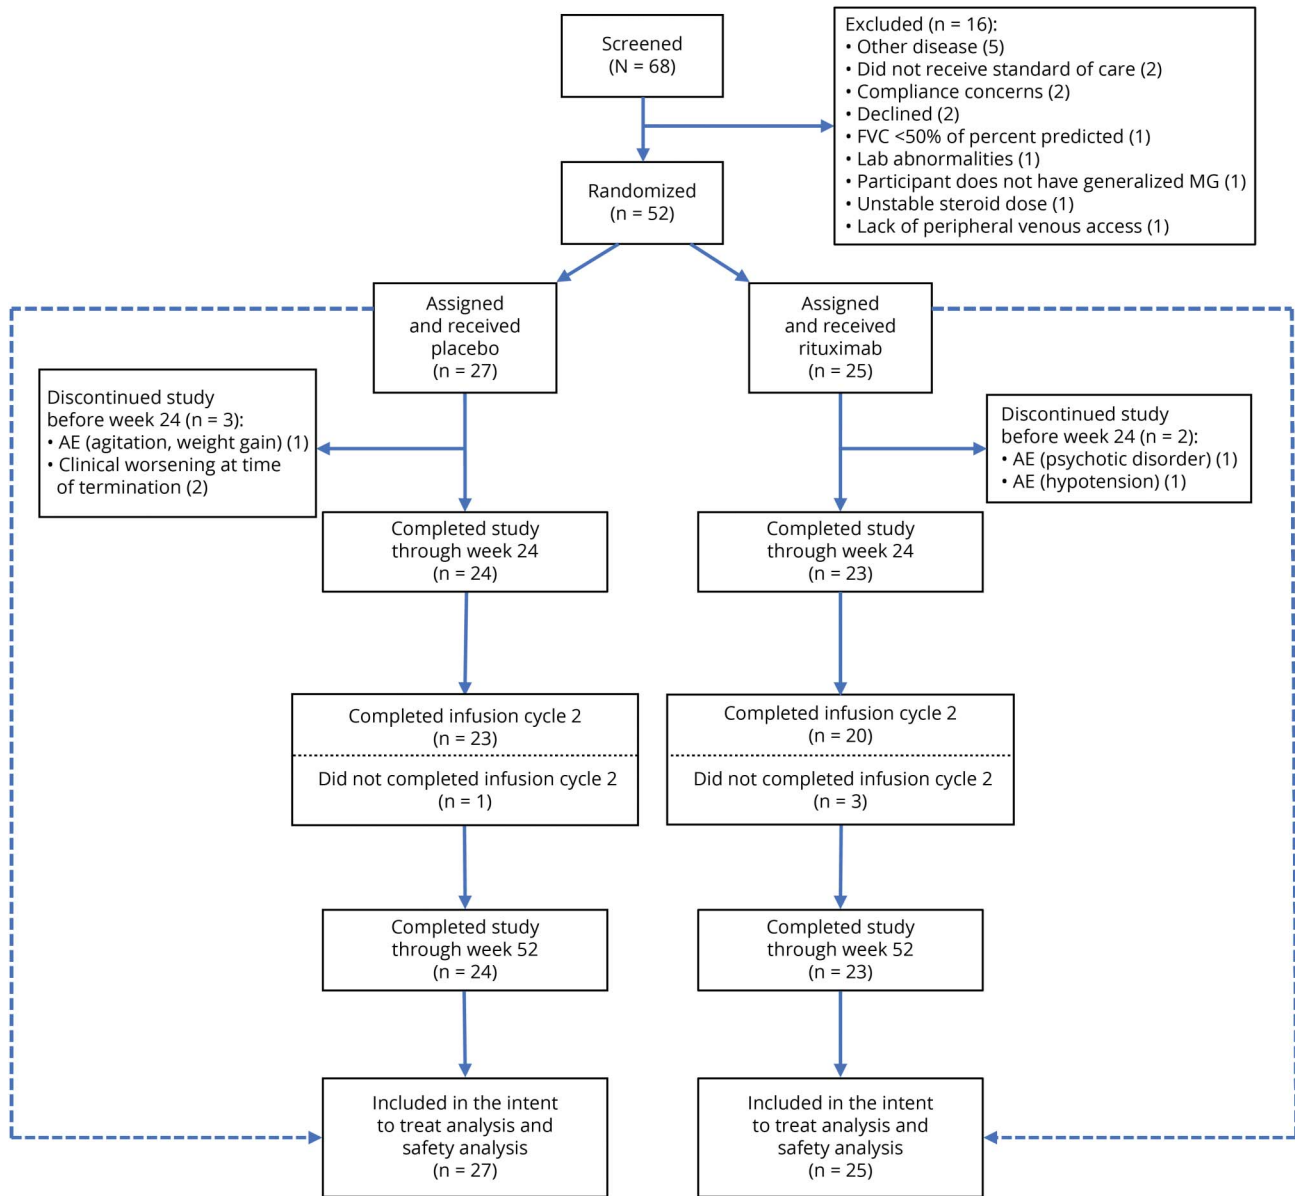 Screened
(N = 68)
Excluded (n = 16):
• Other disease (5)
• Did not receive standard of care (2)
• Compliance concerns (2)
• Declined (2)
• FVC <50% of percent predicted (1)
• Lab abnormalities (1)
• Participant does not have generalized MG (1)
• Unstable steroid dose (1)
• Lack of peripheral venous access (1)
Randomized
(n = 52)
Assigned
and received
placebo
(n = 27)
Assigned
and received
rituximab
(n = 25)
Discontinued study
before week 24 (n = 3):
• AE (agitation, weight gain) (1)
• Clinical worsening at time
of termination (2)
Discontinued study
before week 24 (n = 2):
• AE (psychotic disorder) (1)
• AE (hypotension) (1)
Completed study
through week 24
(n = 24)
Completed study
through week 24
(n = 23)
Completed infusion cycle 2
(n = 23)
Did not completed infusion cycle 2
(n = 1)
Completed infusion cycle 2
(n = 20)
Did not completed infusion cycle 2
(n = 3)
Completed study
through week 52
(n = 24)
Completed study
through week 52
(n = 23)
Included in the intent
to treat analysis and
safety analysis
(n = 27)
Included in the intent
to treat analysis and
safety analysis
(n = 25)